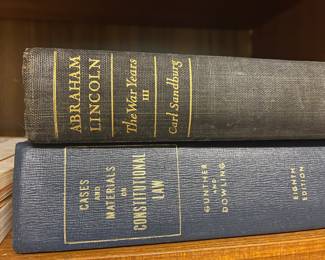 ABRAHAM
LINCOLN
The War Years
III
Carl Sandburg
CASES
AND
MATERIALS
ON
CONSTITUTIONAL
LAW
GUNTHER
AND
DOWLING
EIGHTH
EDITION